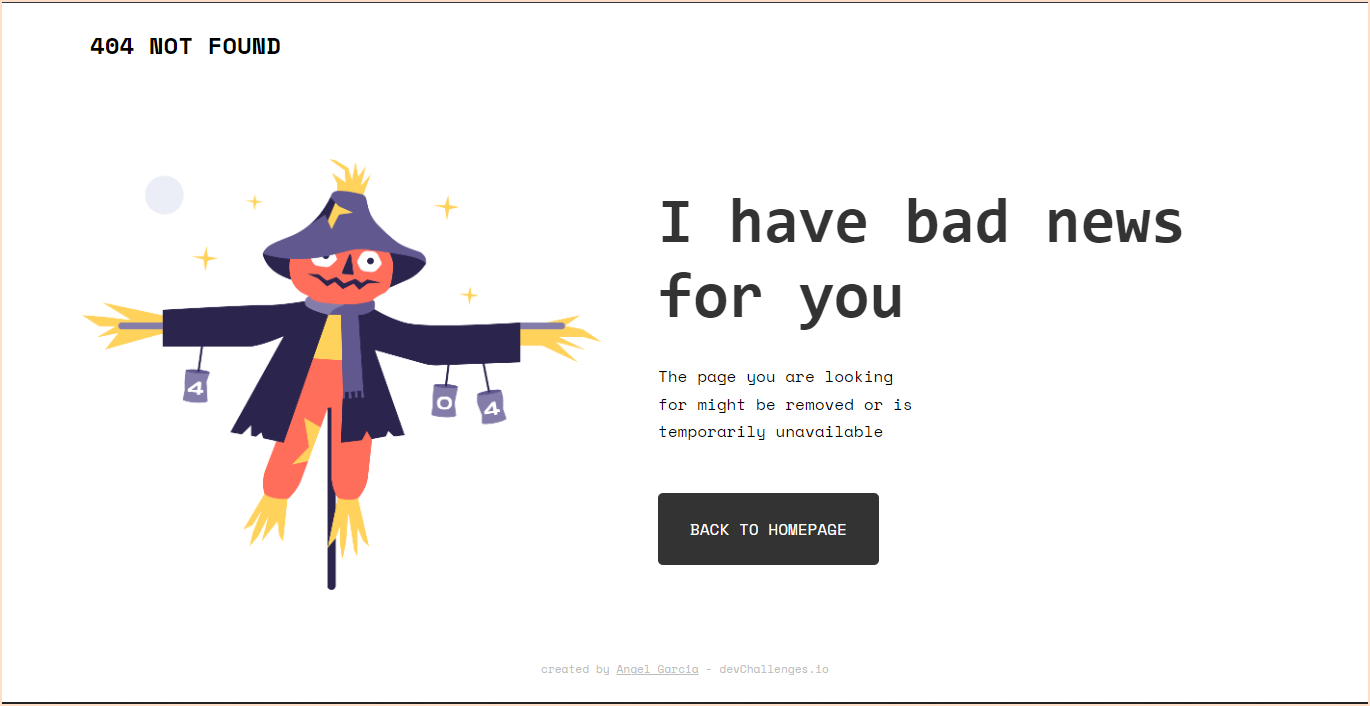 404 NOT FOUND
4
0
4
I have bad news
for you
The page you are looking
for might be removed or is
temporarily unavailable
BACK TO HOMEPAGE
created by Angel Garcia - devChallenges.io